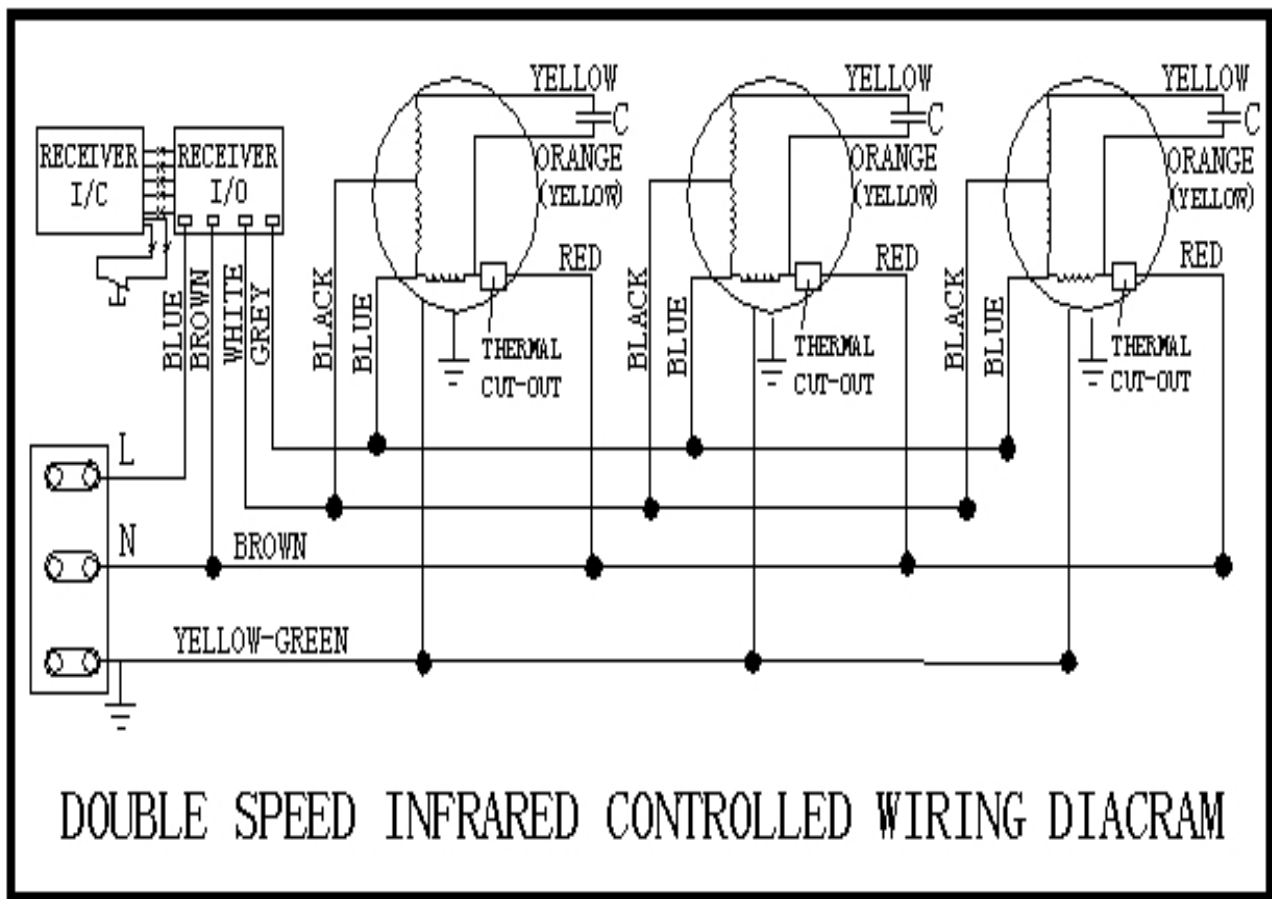 YELLOW
C
ORANGE
(YELLOW)
RED
BLACK
BLUE
THERMAL
CUT-OUT
YELLOW
C
ORANGE
(YELLOW)
RED
BLACK
BLUE
THERMAL
CUT-OUT
YELLOW
C
ORANGE
(YELLOW)
RED
BLACK
BLUE
THERMAL
CUT-OUT
RECEIVER
I/C
RECEIVER
I/O
BLUE
BROWN
WHITE
GREY
L
N
BROWN
YELLOW-GREEN
DOUBLE SPEED INFRARED CONTROLLED WIRING DIACRAM